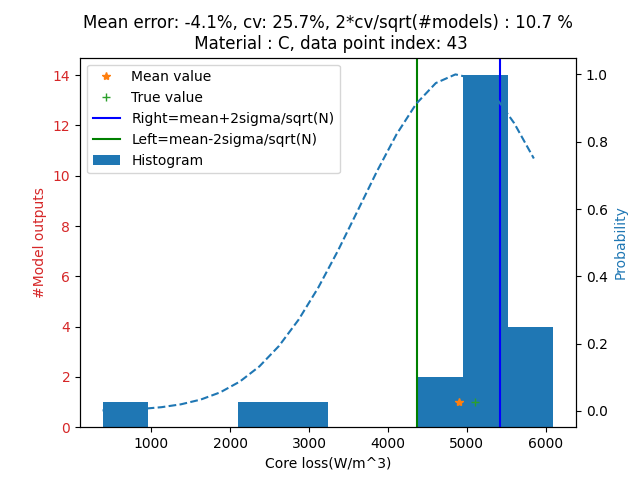 Mean error: -4.1%, cv: 25.7%, 2*cv/sqrt(#models) : 10.7 %
Material : C, data point index: 43
Mean value
True value
Right=mean+2sigma/sqrt(N)
Left=mean-2sigma/sqrt(N)
Histogram
14
12
10
8
6
4
2
0
#Model outputs
1.0
0.8
0.6
0.4
0.2
0.0
Probability
1000 2000 3000 4000 5000 6000
Core loss(W/m^3)